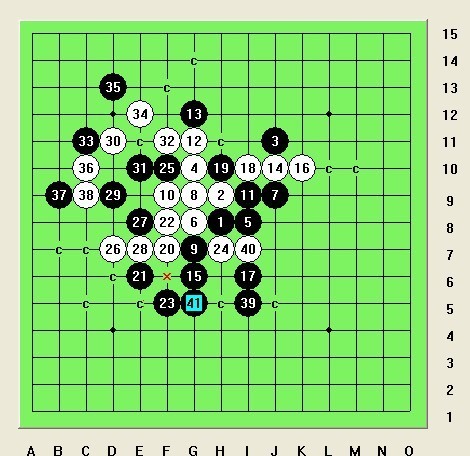 15
c 14
35 c 13
34 13 12
33 30 c 32 12 c 3 11
36 31 25 4 19 18 14 16 c c 10
37 38 29 10 8 2 11 7 9
27 22 6 1 5 8
c c 26 28 20 9 24 40 7
c 21 × 15 17 6
c c 23 41 c 39 c 5
4
3
2
1
A B C D E F G H I J K L M N O